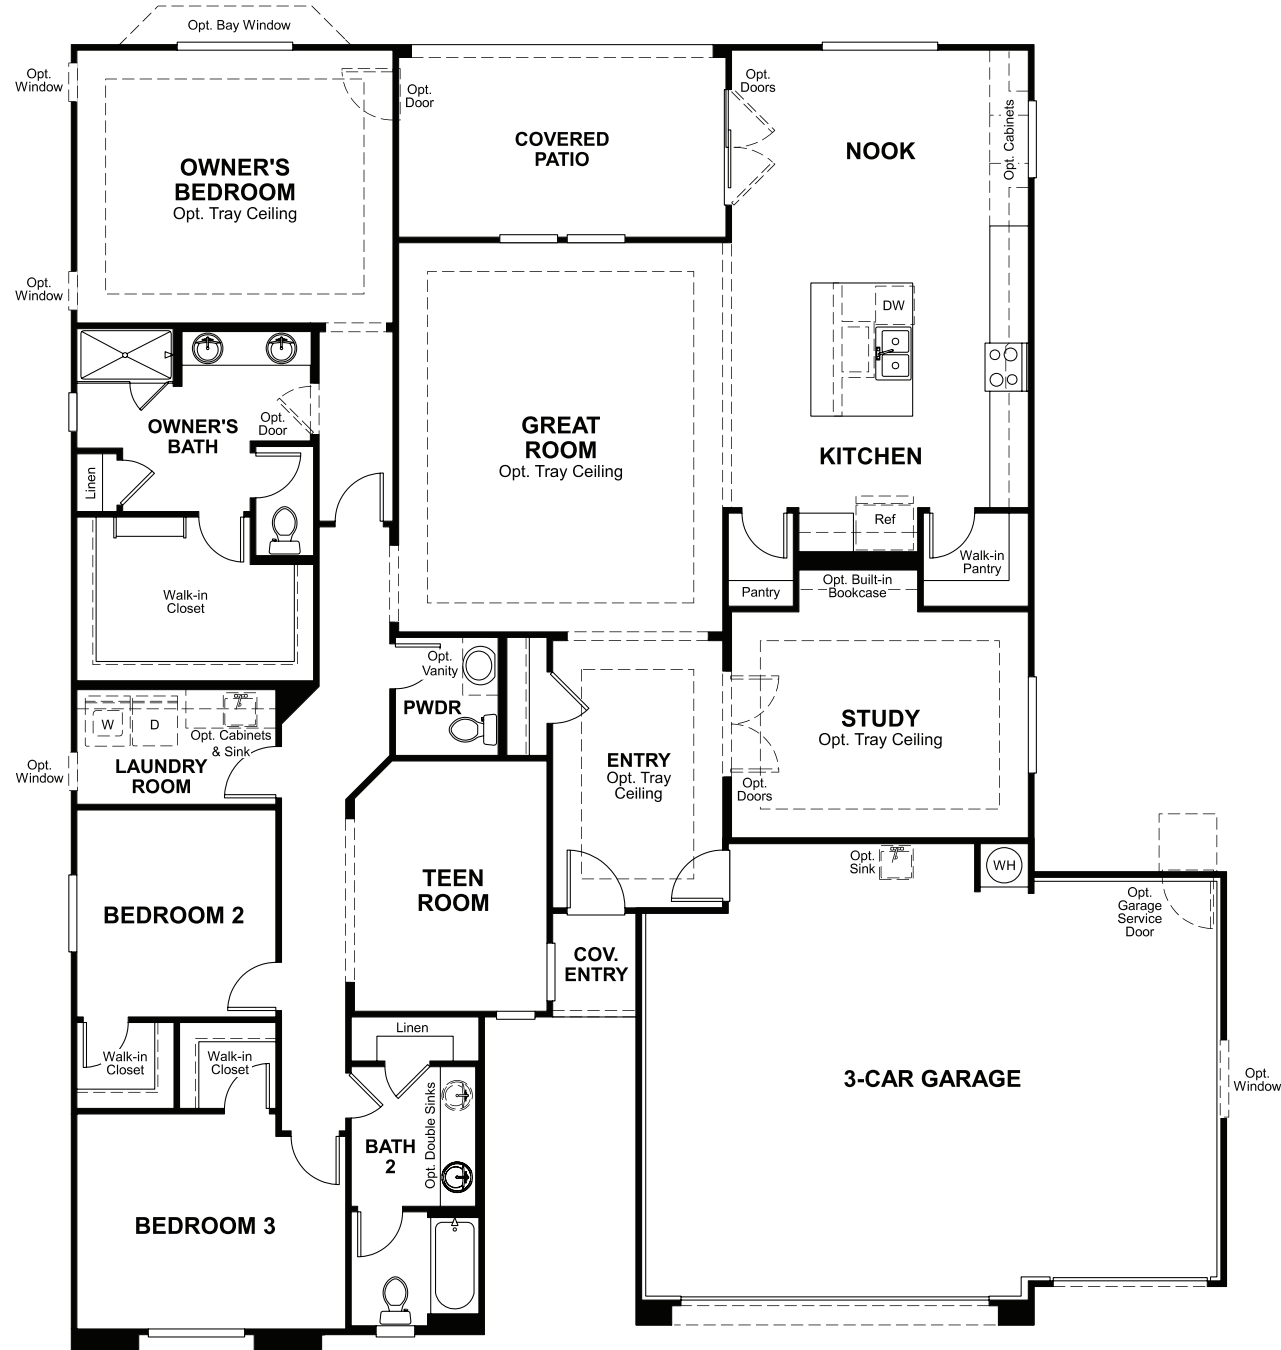 Opt. Bay Window
Opt.
Window
OWNER'S
BEDROOM
Opt. Tray Ceiling
Opt.
Door
COVERED
PATIO
Opt.
Doors
NOOK
Opt. Cabinets
Opt.
Window
DW
OWNER'S
BATH
Opt.
Door
Linen
GREAT
ROOM
Opt. Tray Ceiling
KITCHEN
Ref
Walk-in
Pantry
Pantry
Opt. Built-in
Bookcase
Walk-in
Closet
Opt.
Vanity
PWDR
W
D
Opt. Cabinets
& Sink
LAUNDRY
ROOM
Opt.
Window
ENTRY
Opt. Tray
Ceiling
STUDY
Opt. Tray Ceiling
Opt.
Doors
Opt.
Sink
WH
Opt.
Garage
Service
Door
BEDROOM 2
TEEN
ROOM
COV.
ENTRY
Linen
Walk-in
Closet
Walk-in
Closet
3-CAR GARAGE
Opt.
Window
Opt. Double Sinks
BATH
2
BEDROOM 3